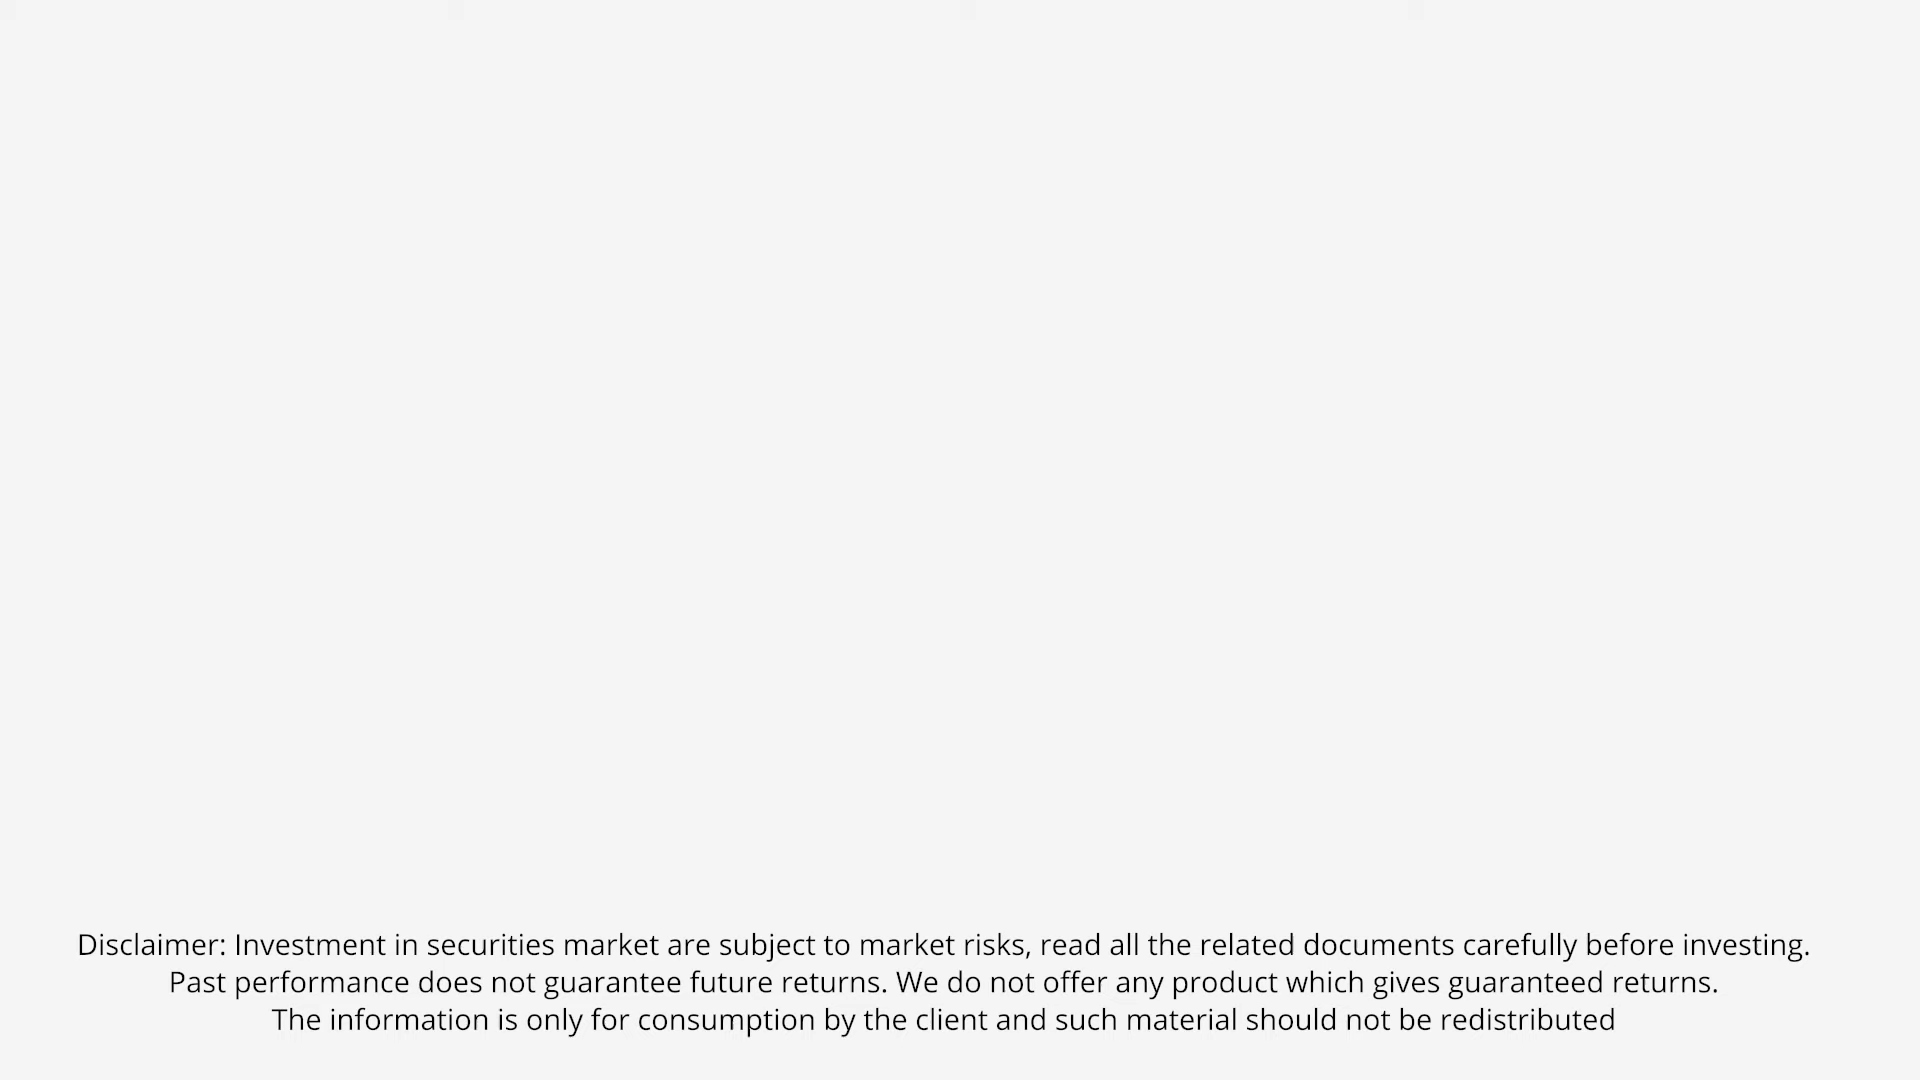 Disclaimer: Investment in securities market are subject to market risks, read all the related documents carefully before investing.
Past performance does not guarantee future returns. We do not offer any product which gives guaranteed returns.
The information is only for consumption by the client and such material should not be redistributed